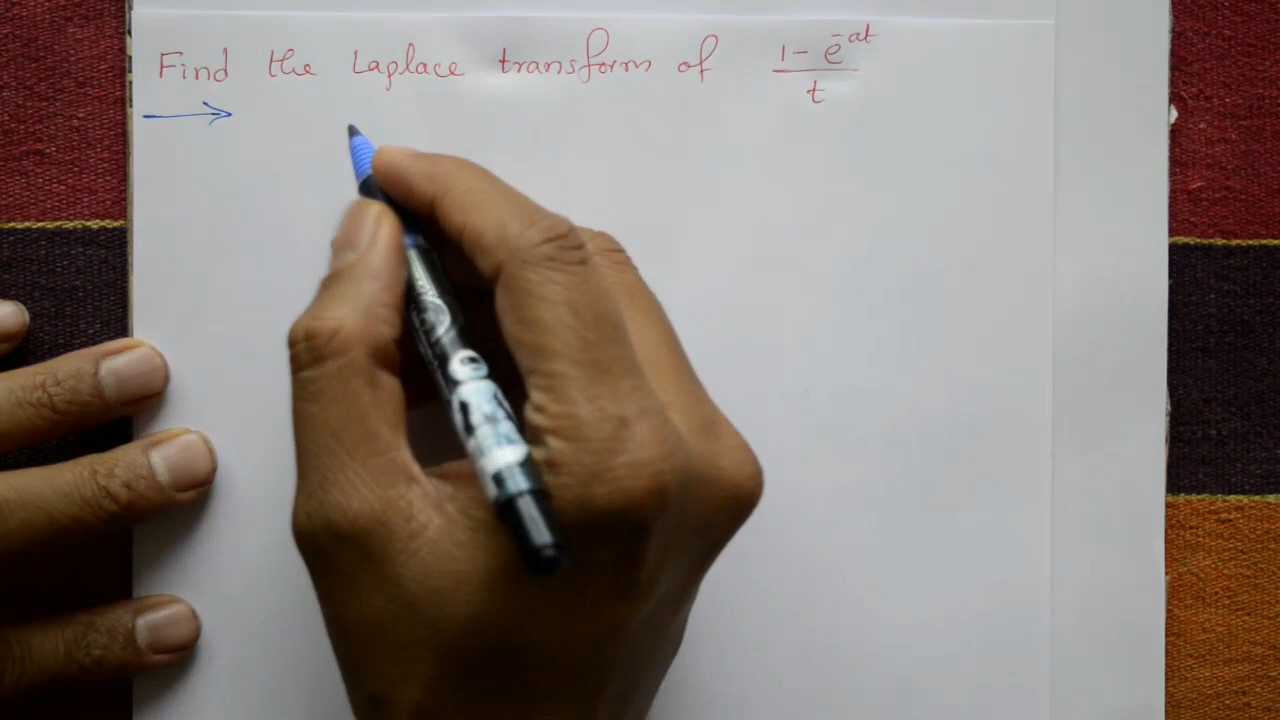 Find the Laplace transform of (1 - e^{-at})/t